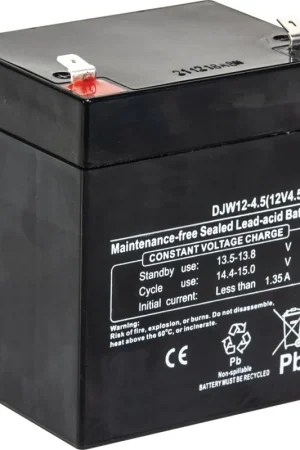 DJW12-4.5(12V4.5
Maintenance-free Sealed Lead-acid Bat
CONSTANT VOLTAGE CHARGE
Standby use: 13.5-13.8 V
Cycle use: 14.4-15.0 V
Initial current: Less than 1.35 A
Warning:
Risk of fire, explosion, or burns. Do not
heat above the 60°C, or incinerate.
CE
Pb
Pb
Non-spillable
BATTERY MUST BE RECYCLED